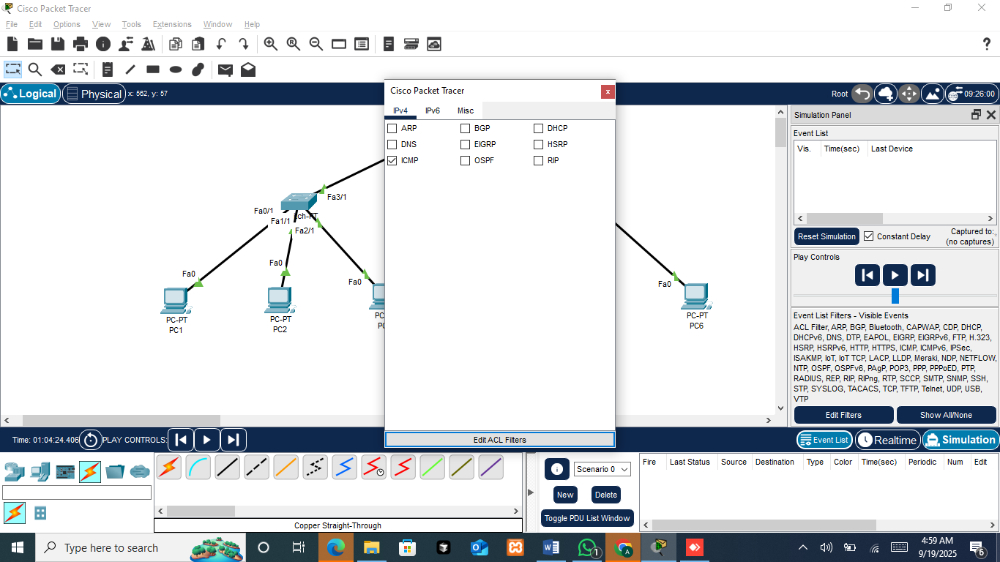 Cisco Packet Tracer
File Edit Options View Tools Extensions Window Help
?
Logical Physical x: 562, y: 57
Root 09:26:00
Cisco Packet Tracer x
IPv4 IPv6 Misc
ARP BGP DHCP
DNS EIGRP HSRP
ICMP OSPF RIP
Edit ACL Filters
Fa3/1
Fa0/1
Fa1/1
Fa2/1
Fa0
Fa0
Fa0
Fa0
PC-PT
PC1
PC-PT
PC2
PC-PT
PC6
Simulation Panel
Event List
Vis. Time(sec) Last Device
Reset Simulation Constant Delay
Captured to:
(no captures)
Play Controls
Event List Filters - Visible Events
ACL Filter, ARP, BGP, Bluetooth, CAPWAP, CDP, DHCP,
DHCPv6, DNS, DTP, EAPOL, EIGRP, EIGRPv6, FTP, H.323,
HSRP, HSRPv6, HTTP, HTTPS, ICMP, ICMPv6, IPSec,
ISAKMP, IoT, IoT TCP, LACP, LLDP, Meraki, NDP, NETFLOW,
NTP, OSPF, OSPFv6, PAgP, POP3, PPP, PPPoED, PTP,
RADIUS, REP, RIP, RIPng, RTP, SCCP, SMTP, SNMP, SSH,
STP, SYSLOG, TACACS, TCP, TFTP, Telnet, UDP, USB,
VTP
Edit Filters Show All/None
Time: 01:04:24.406 PLAY CONTROLS:
Event List Realtime Simulation
Copper Straight-Through
Scenario 0
New Delete
Toggle PDU List Window
Fire Last Status Source Destination Type Color Time(sec) Periodic Num Edit
Type here to search
1
A
4:59 AM
9/19/2025
6